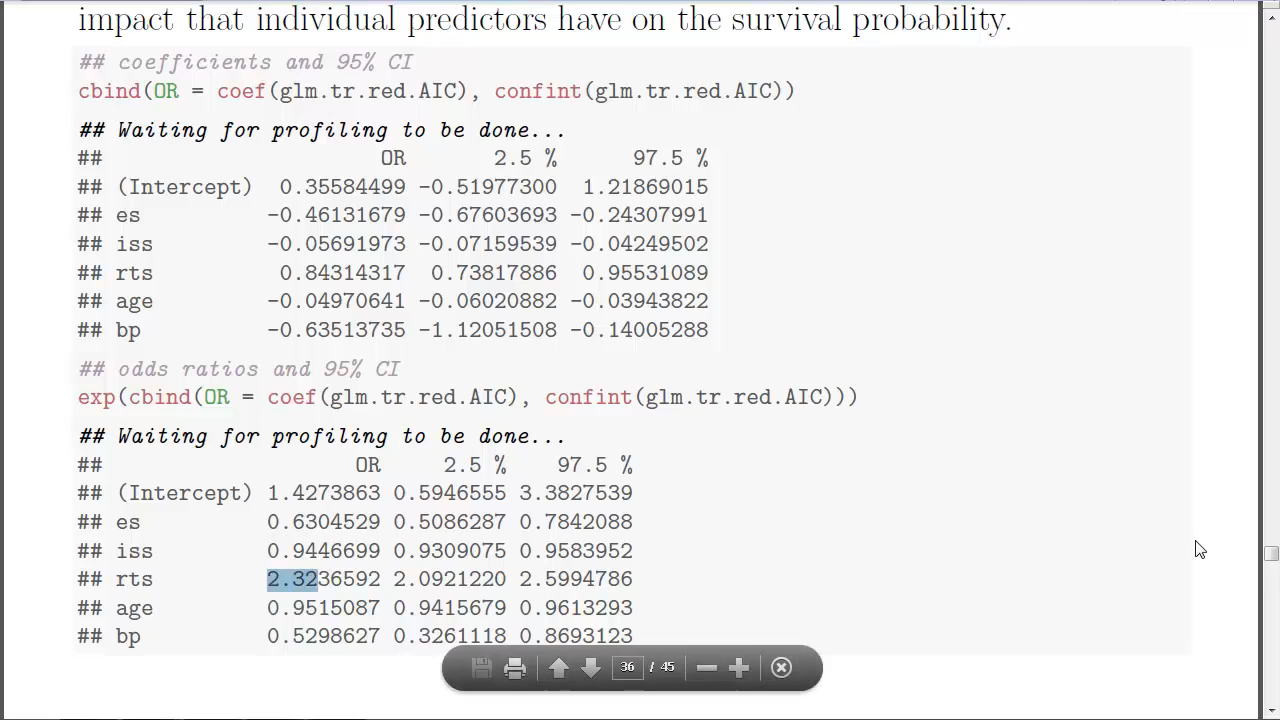 impact that individual predictors have on the survival probability.
## coefficients and 95% CI
cbind(OR = coef(glm.tr.red.AIC), confint(glm.tr.red.AIC))
## Waiting for profiling to be done...
## OR 2.5 % 97.5 %
## (Intercept) 0.35584499 -0.51977300 1.21869015
## es -0.46131679 -0.67603693 -0.24307991
## iss -0.05691973 -0.07159539 -0.04249502
## rts 0.84314317 0.73817886 0.95531089
## age -0.04970641 -0.06020882 -0.03943822
## bp -0.63513735 -1.12051508 -0.14005288
## odds ratios and 95% CI
exp(cbind(OR = coef(glm.tr.red.AIC), confint(glm.tr.red.AIC)))
## Waiting for profiling to be done...
## OR 2.5 % 97.5 %
## (Intercept) 1.4273863 0.5946555 3.3827539
## es 0.6304529 0.5086287 0.7842088
## iss 0.9446699 0.9309075 0.9583952
## rts 2.3236592 2.0921220 2.5994786
## age 0.9515087 0.9415679 0.9613293
## bp 0.5298627 0.3261118 0.8693123
36 / 45